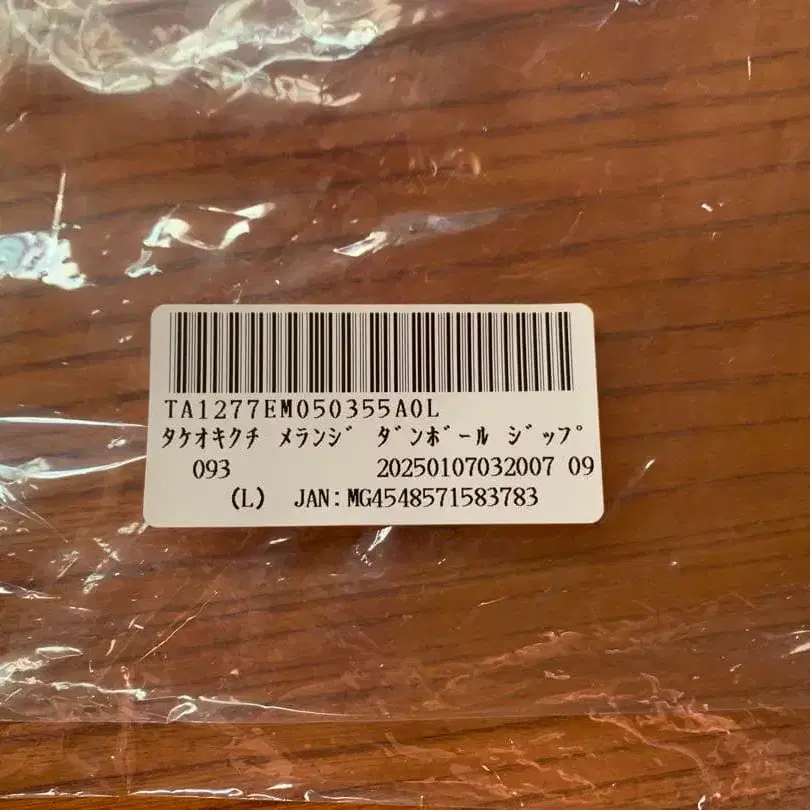 TA1277EM050355A0L
ﾀｹｵｷｸﾁ ﾒﾗﾝｼﾞ ﾀﾞﾝﾎﾞｰﾙ ｼﾞｯﾌﾟ
093 20250107032007 09
(L) JAN:MG4548571583783